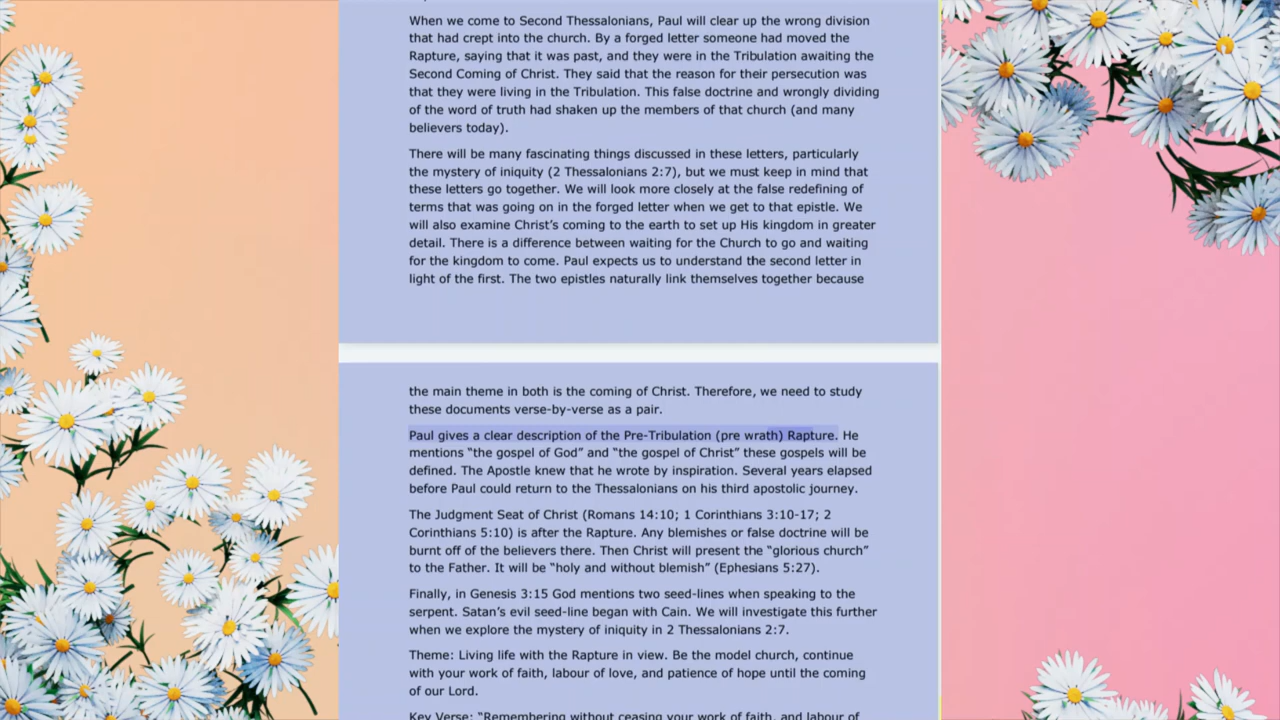 When we come to Second Thessalonians, Paul will clear up the wrong division
that had crept into the church. By a forged letter someone had moved the
Rapture, saying that it was past, and they were in the Tribulation awaiting the
Second Coming of Christ. They said that the reason for their persecution was
that they were living in the Tribulation. This false doctrine and wrongly dividing
of the word of truth had shaken up the members of that church (and many
believers today).
There will be many fascinating things discussed in these letters, particularly
the mystery of iniquity (2 Thessalonians 2:7), but we must keep in mind that
these letters go together. We will look more closely at the false redefining of
terms that was going on in the forged letter when we get to that epistle. We
will also examine Christ’s coming to the earth to set up His kingdom in greater
detail. There is a difference between waiting for the Church to go and waiting
for the kingdom to come. Paul expects us to understand the second letter in
light of the first. The two epistles naturally link themselves together because
the main theme in both is the coming of Christ. Therefore, we need to study
these documents verse-by-verse as a pair.
Paul gives a clear description of the Pre-Tribulation (pre wrath) Rapture. He
mentions “the gospel of God” and “the gospel of Christ” these gospels will be
defined. The Apostle knew that he wrote by inspiration. Several years elapsed
before Paul could return to the Thessalonians on his third apostolic journey.
The Judgment Seat of Christ (Romans 14:10; 1 Corinthians 3:10-17; 2
Corinthians 5:10) is after the Rapture. Any blemishes or false doctrine will be
burnt off of the believers there. Then Christ will present the “glorious church”
to the Father. It will be “holy and without blemish” (Ephesians 5:27).
Finally, in Genesis 3:15 God mentions two seed-lines when speaking to the
serpent. Satan’s evil seed-line began with Cain. We will investigate this further
when we explore the mystery of iniquity in 2 Thessalonians 2:7.
Theme: Living life with the Rapture in view. Be the model church, continue
with your work of faith, labour of love, and patience of hope until the coming
of our Lord.
Key Verse: “Remembering without ceasing your work of faith, and labour of